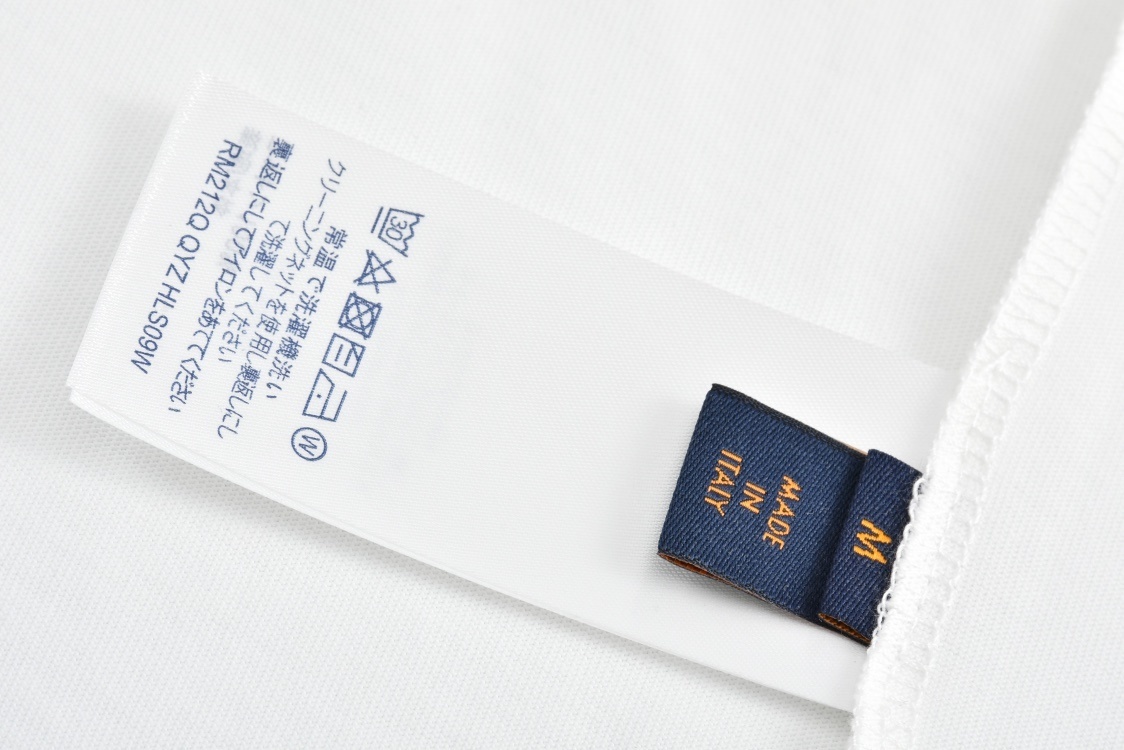 30
W
常温で洗濯機洗い
クリーニングネットを使用し裏返しにし
て洗濯してください
裏返しにしてアイロンをあててください
RM212Q QYZ HLS09W
MADE
IN
ITALY
M